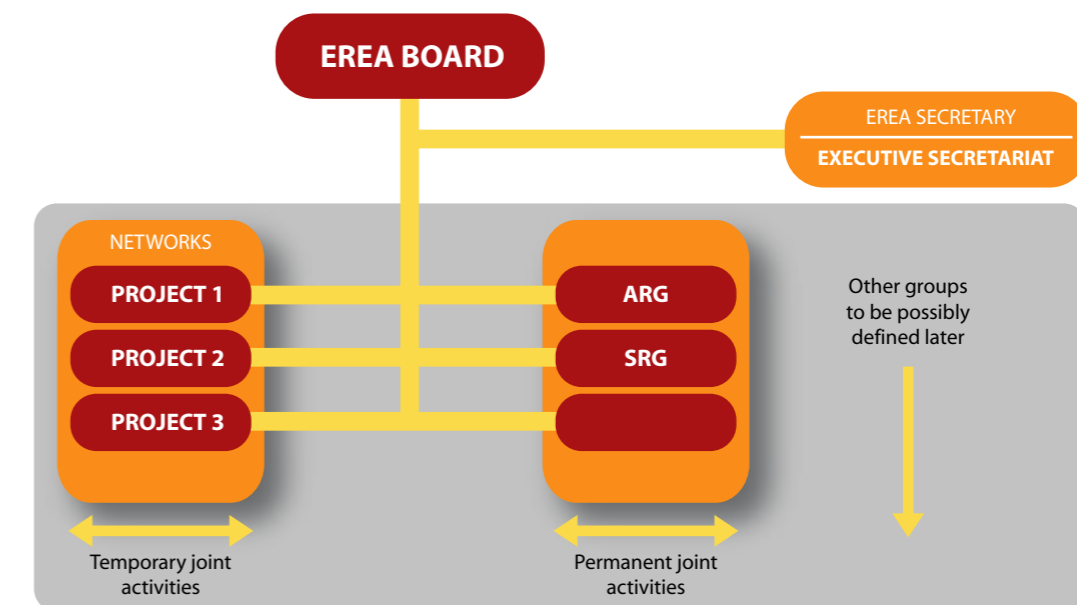 EREA BOARD
EREA SECRETARY
EXECUTIVE SECRETARIAT
NETWORKS
PROJECT 1
PROJECT 2
PROJECT 3
ARG
SRG
Other groups
to be possibly
defined later
Temporary joint
activities
Permanent joint
activities